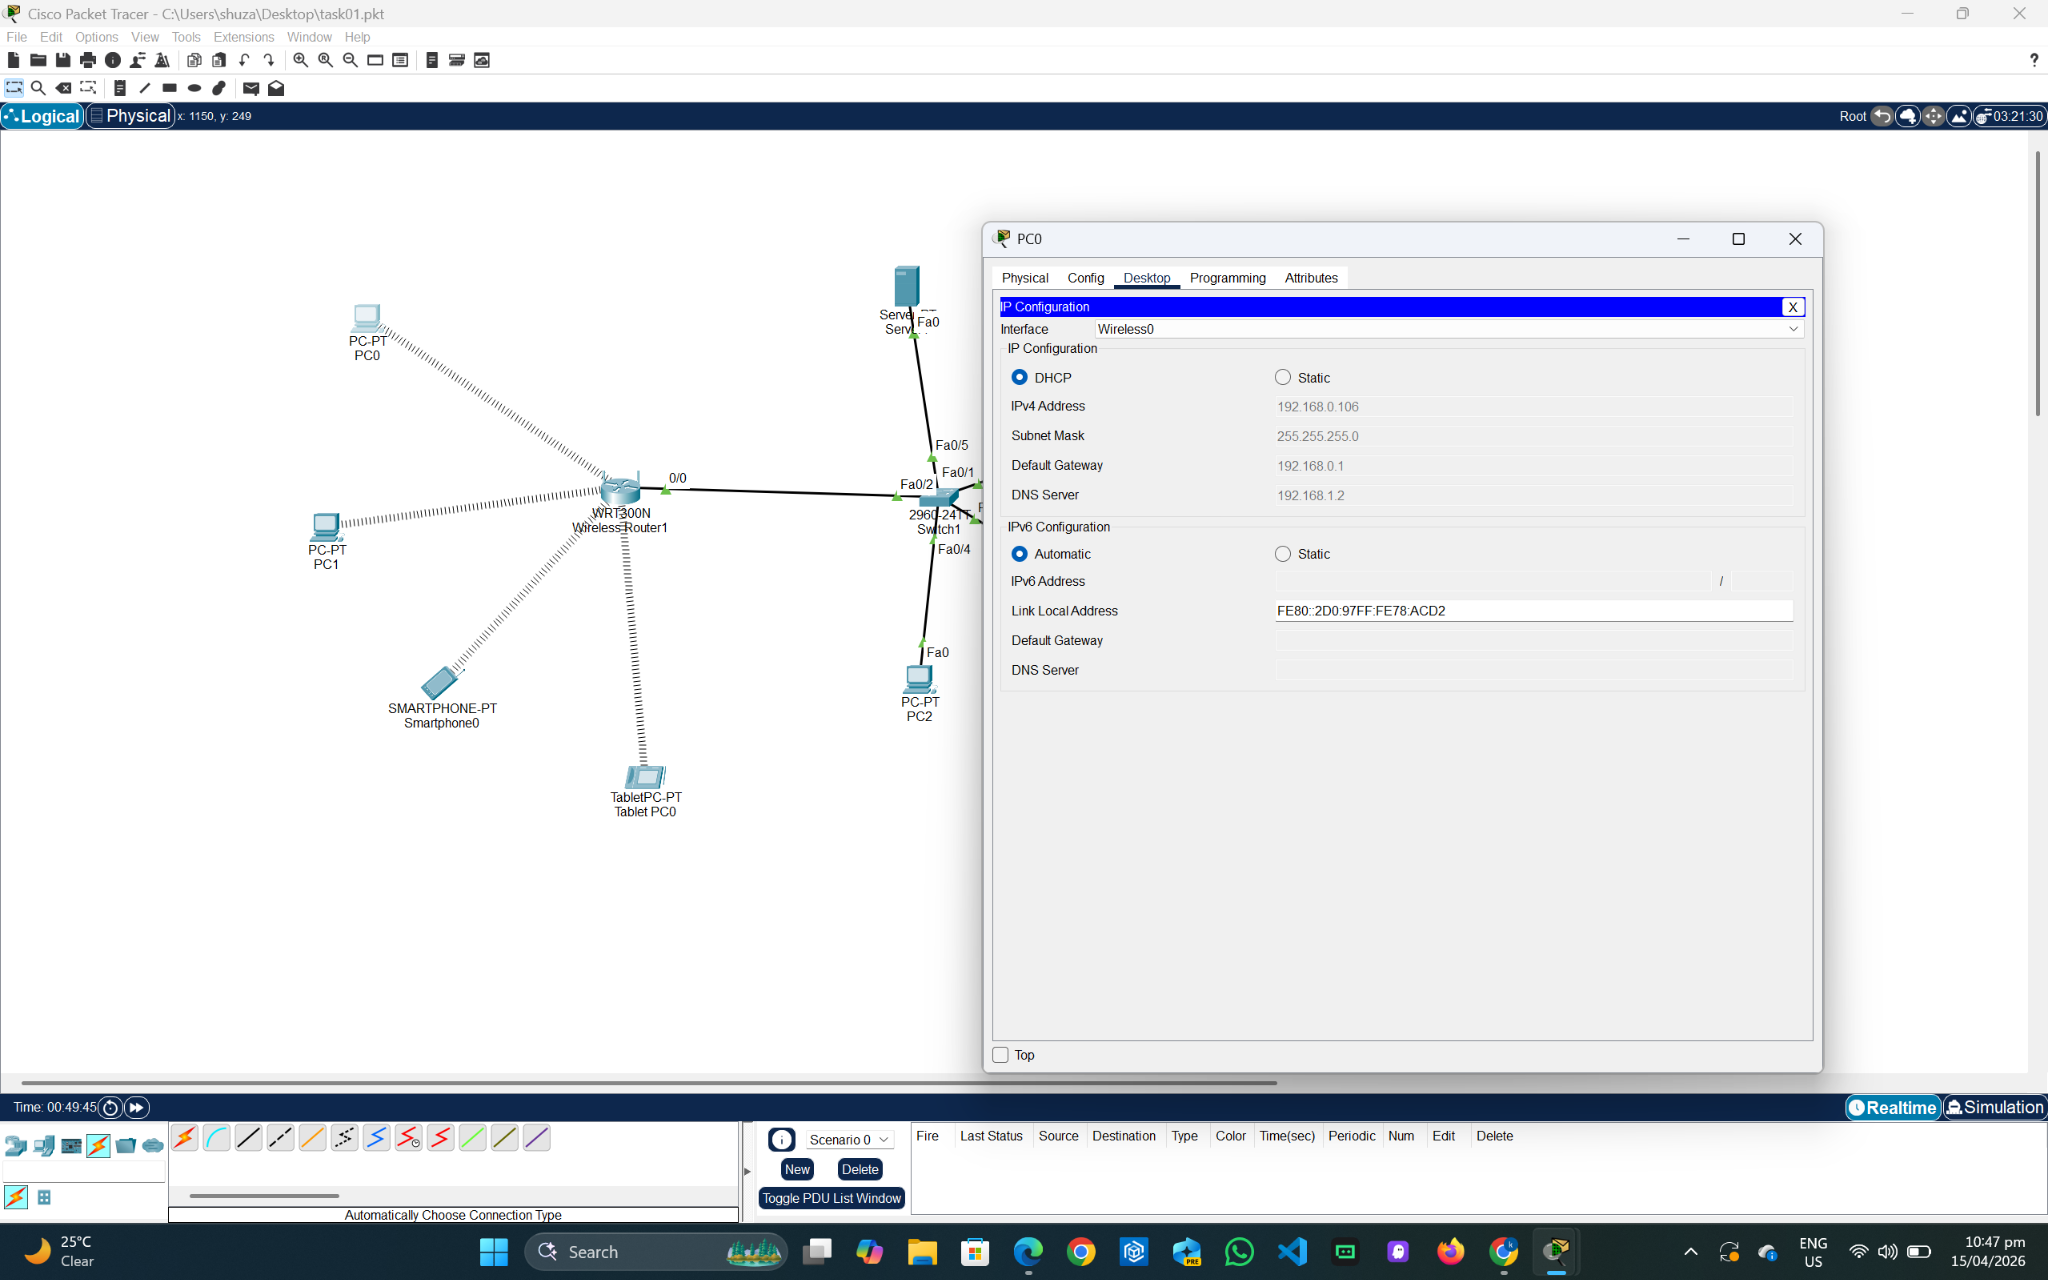 Cisco Packet Tracer - C:\Users\shuza\Desktop\task01.pkt
File Edit Options View Tools Extensions Window Help
?
Logical Physical x: 1150, y: 249 Root 03:21:30
PC-PT
PC0
PC-PT
PC1
SMARTPHONE-PT
Smartphone0
TabletPC-PT
Tablet PC0
WRT300N
Wireless Router1
0/0
Fa0
Fa0/5
Fa0/1
Fa0/2
2960-24TT
Switch1
Fa0/4
Fa0
PC-PT
PC2
PC0
Physical Config Desktop Programming Attributes
IP Configuration X
Interface Wireless0
IP Configuration
DHCP Static
IPv4 Address 192.168.0.106
Subnet Mask 255.255.255.0
Default Gateway 192.168.0.1
DNS Server 192.168.1.2
IPv6 Configuration
Automatic Static
IPv6 Address /
Link Local Address FE80::2D0:97FF:FE78:ACD2
Default Gateway
DNS Server
Top
Time: 00:49:45 Realtime Simulation
Scenario 0
New Delete
Toggle PDU List Window
Fire Last Status Source Destination Type Color Time(sec) Periodic Num Edit Delete
Automatically Choose Connection Type
25°C
Clear
Search
PRE
ENG
US
10:47 pm
15/04/2026